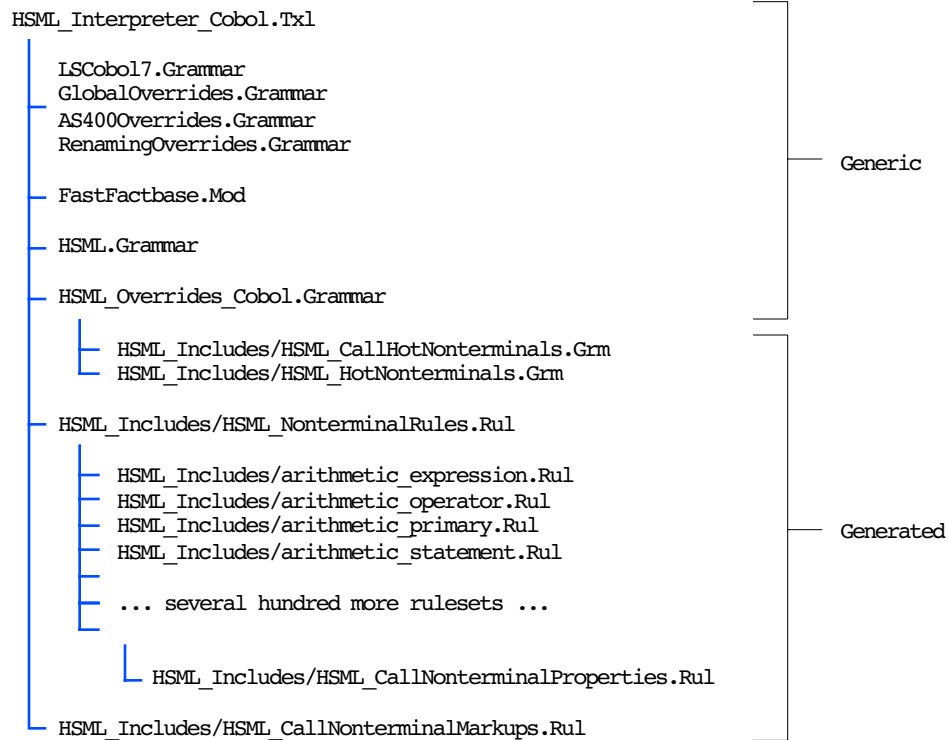 HSML_Interpreter_Cobol.Txl
LSCobol7.Grammar
GlobalOverrides.Grammar
AS400Overrides.Grammar
RenamingOverrides.Grammar
Generic
FastFactbase.Mod
HSML.Grammar
HSML_Overrides_Cobol.Grammar
HSML_Includes/HSML_CallHotNonterminals.Grm
HSML_Includes/HSML_HotNonterminals.Grm
HSML_Includes/HSML_NonterminalRules.Rul
HSML_Includes/arithmetic_expression.Rul
HSML_Includes/arithmetic_operator.Rul
HSML_Includes/arithmetic_primary.Rul
Generated
HSML_Includes/arithmetic_statement.Rul
... several hundred more rulesets ...
HSML_Includes/HSML_CallNonterminalProperties.Rul
HSML_Includes/HSML_CallNonterminalMarkups.Rul